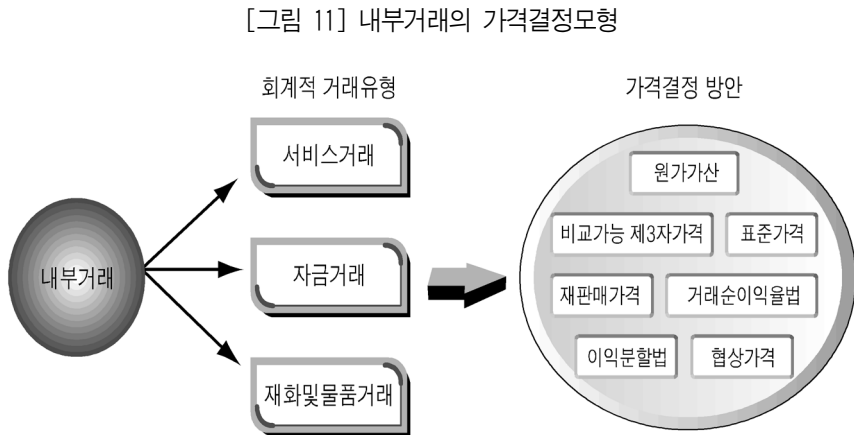 [그림 11] 내부거래의 가격결정모형
회계적 거래유형
가격결정 방안
내부거래
서비스거래
자금거래
재화및물품거래
원가가산
비교가능 제3자가격
표준가격
재판매가격
거래순이익율법
이익분할법
협상가격